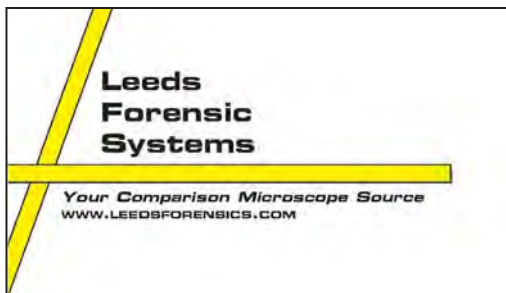 Leeds
Forensic
Systems
Your Comparison Microscope Source
WWW.LEEDSFORENSICS.COM